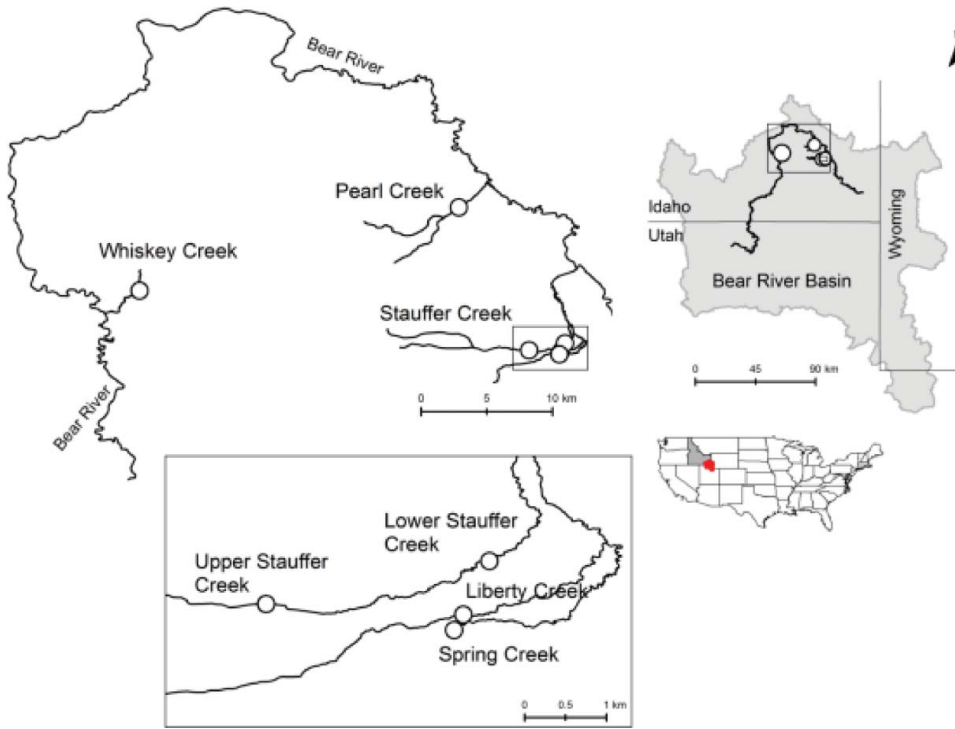 Bear River
Pearl Creek
Whiskey Creek
Stauffer Creek
Bear River
0 5 10 km
Idaho
Utah
Wyoming
Bear River Basin
0 45 90 km
Upper Stauffer
Creek
Lower Stauffer
Creek
Liberty Creek
Spring Creek
0 0.5 1 km